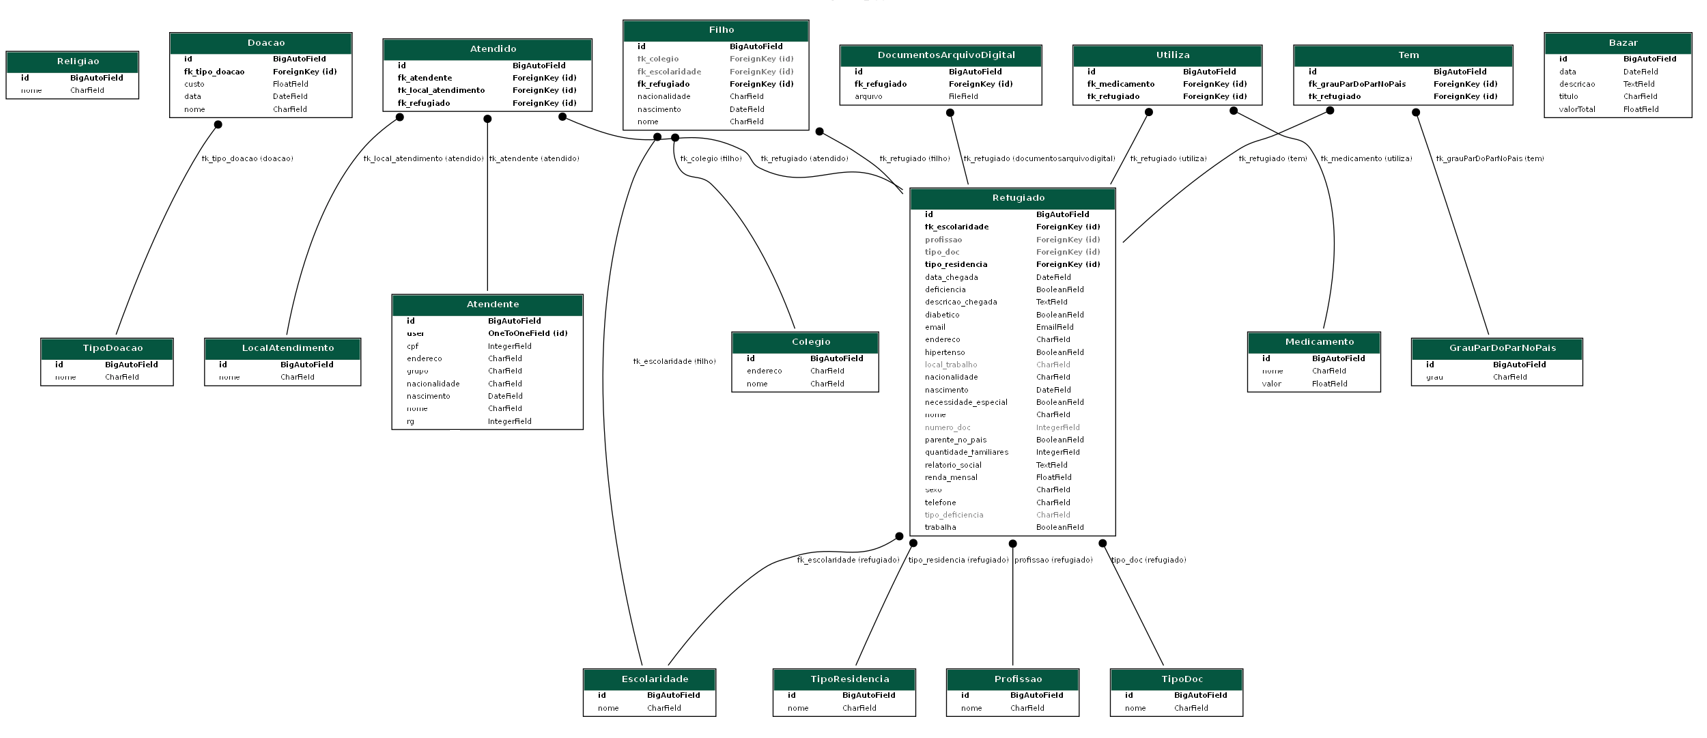 Religiao
id BigAutoField
nome CharField
Doacao
id BigAutoField
fk_tipo_doacao ForeignKey (id)
custo FloatField
data DateField
nome CharField
Atendido
id BigAutoField
fk_atendente ForeignKey (id)
fk_local_atendimento ForeignKey (id)
fk_refugiado ForeignKey (id)
Filho
id BigAutoField
fk_colegio ForeignKey (id)
fk_escolaridade ForeignKey (id)
fk_refugiado ForeignKey (id)
nacionalidade CharField
nascimento DateField
nome CharField
DocumentosArquivoDigital
id BigAutoField
fk_refugiado ForeignKey (id)
arquivo FileField
Utiliza
id BigAutoField
fk_medicamento ForeignKey (id)
fk_refugiado ForeignKey (id)
Tem
id BigAutoField
fk_grauParDoParNoPais ForeignKey (id)
fk_refugiado ForeignKey (id)
Bazar
id BigAutoField
data DateField
descricao TextField
titulo CharField
valorTotal FloatField
fk_tipo_doacao (doacao)
fk_local_atendimento (atendido)
fk_atendente (atendido)
fk_colegio (filho)
fk_refugiado (atendido)
fk_refugiado (filho)
fk_refugiado (documentosarquivodigital)
fk_refugiado (utiliza)
fk_refugiado (tem)
fk_medicamento (utiliza)
fk_grauParDoParNoPais (tem)
Refugiado
id BigAutoField
fk_escolaridade ForeignKey (id)
profissao ForeignKey (id)
tipo_doc ForeignKey (id)
tipo_residencia ForeignKey (id)
data_chegada DateField
deficiencia BooleanField
descricao_chegada TextField
diabetico BooleanField
email EmailField
endereco CharField
hipertenso BooleanField
local_trabalho CharField
nacionalidade CharField
nascimento DateField
necessidade_especial BooleanField
nome CharField
numero_doc IntegerField
parente_no_pais BooleanField
quantidade_familiares IntegerField
relatorio_social TextField
renda_mensal FloatField
sexo CharField
telefone CharField
tipo_deficiencia CharField
trabalha BooleanField
TipoDoacao
id BigAutoField
nome CharField
LocalAtendimento
id BigAutoField
nome CharField
Atendente
id BigAutoField
user OneToOneField (id)
cpf IntegerField
endereco CharField
grupo CharField
nacionalidade CharField
nascimento DateField
nome CharField
rg IntegerField
fk_escolaridade (filho)
Colegio
id BigAutoField
endereco CharField
nome CharField
Medicamento
id BigAutoField
nome CharField
valor FloatField
GrauParDoParNoPais
id BigAutoField
grau CharField
fk_escolaridade (refugiado)
tipo_residencia (refugiado)
profissao (refugiado)
tipo_doc (refugiado)
Escolaridade
id BigAutoField
nome CharField
TipoResidencia
id BigAutoField
nome CharField
Profissao
id BigAutoField
nome CharField
TipoDoc
id BigAutoField
nome CharField